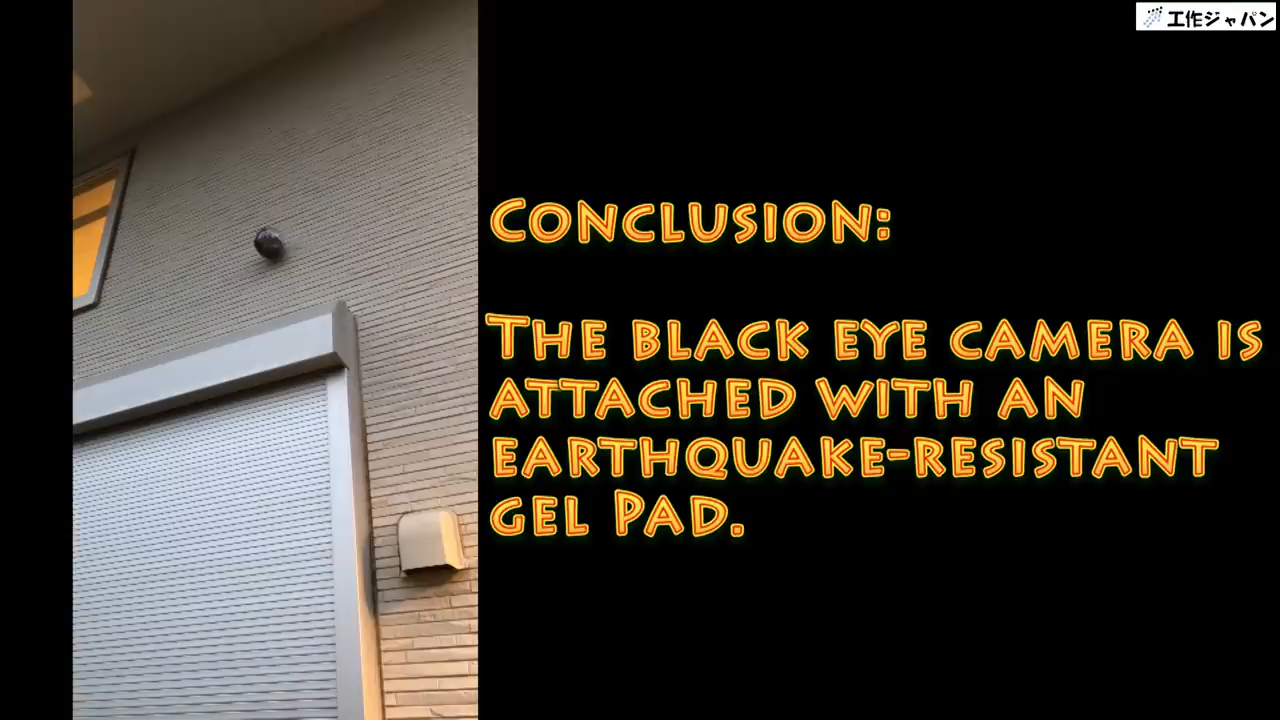 工作ジャパン
Conclusion:
The black eye camera is
attached with an
earthquake-resistant
gel Pad.